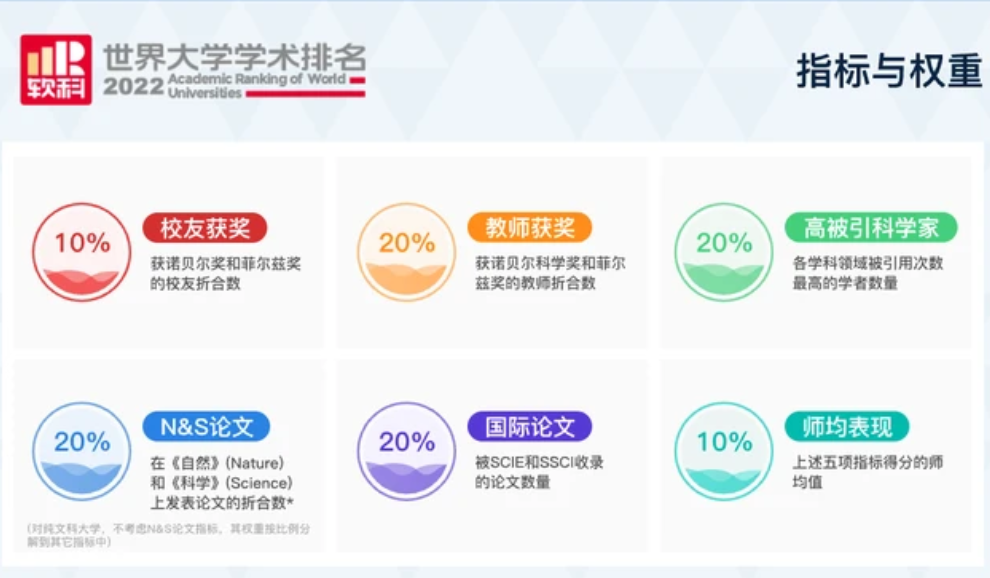 软科
世界大学学术排名
2022 Academic Ranking of World
Universities
指标与权重
10%
校友获奖
获诺贝尔奖和菲尔兹奖
的校友折合数
20%
教师获奖
获诺贝尔科学奖和菲尔
兹奖的教师折合数
20%
高被引科学家
各学科领域被引用次数
最高的学者数量
20%
N&S论文
在《自然》(Nature)
和《科学》(Science)
上发表论文的折合数*
(对纯文科大学，不考虑N&S论文指标，其权重按比例分
解到其它指标中)
20%
国际论文
被SCIE和SSCI收录
的论文数量
10%
师均表现
上述五项指标得分的师
均值